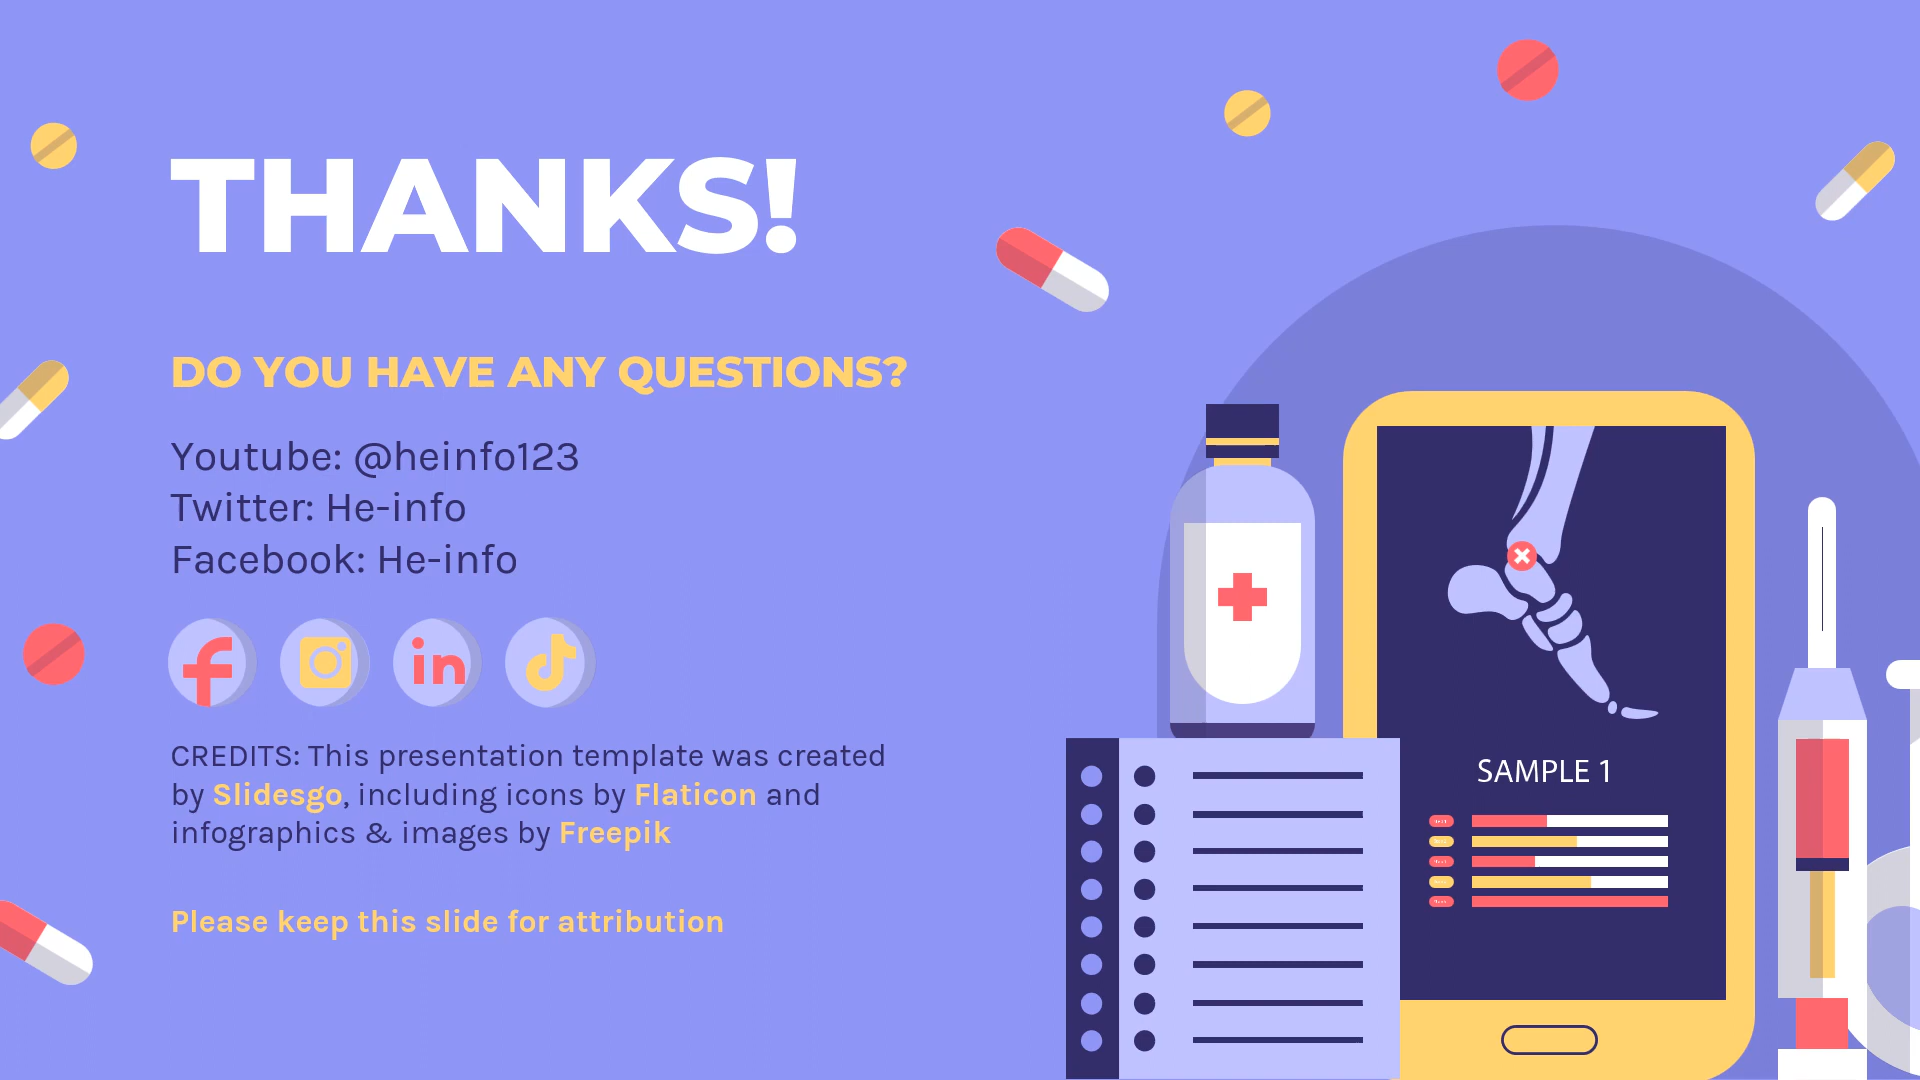 THANKS!
DO YOU HAVE ANY QUESTIONS?
Youtube: @heinfo123
Twitter: He-info
Facebook: He-info
in
CREDITS: This presentation template was created
by Slidesgo, including icons by Flaticon and
infographics & images by Freepik
Please keep this slide for attribution
SAMPLE 1